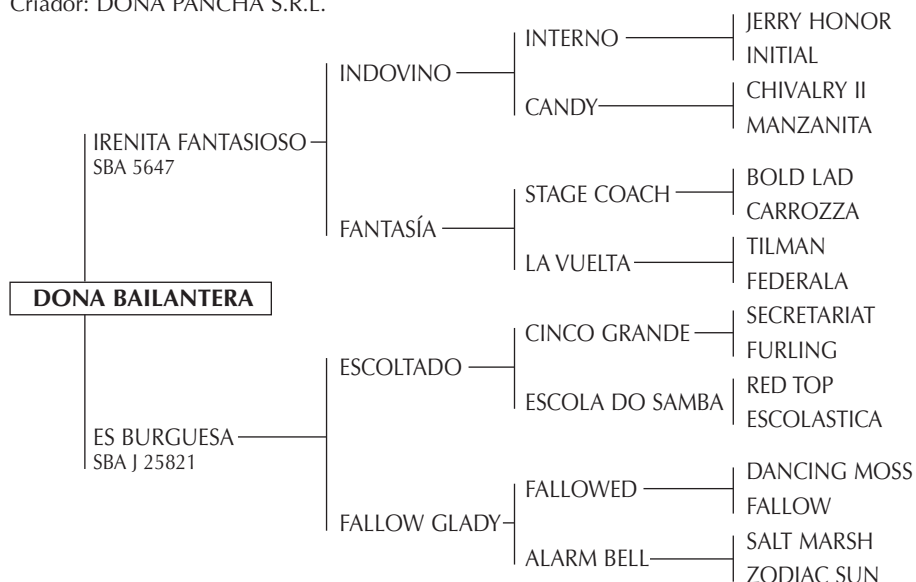 Criador: DOÑA PANCHA S.R.L.
JERRY HONOR
INTERNO
INITIAL
INDOVINO
CHIVALRY II
CANDY
MANZANITA
IRENITA FANTASIOSO
SBA 5647
BOLD LAD
STAGE COACH
CARROZZA
FANTASÍA
TILMAN
LA VUELTA
FEDERALA
DONA BAILANTERA
SECRETARIAT
CINCO GRANDE
FURLING
ESCOLTADO
RED TOP
ESCOLA DO SAMBA
ESCOLASTICA
ES BURGUESA
SBA J 25821
DANCING MOSS
FALLOWED
FALLOW
FALLOW GLADY
SALT MARSH
ALARM BELL
ZODIAC SUN